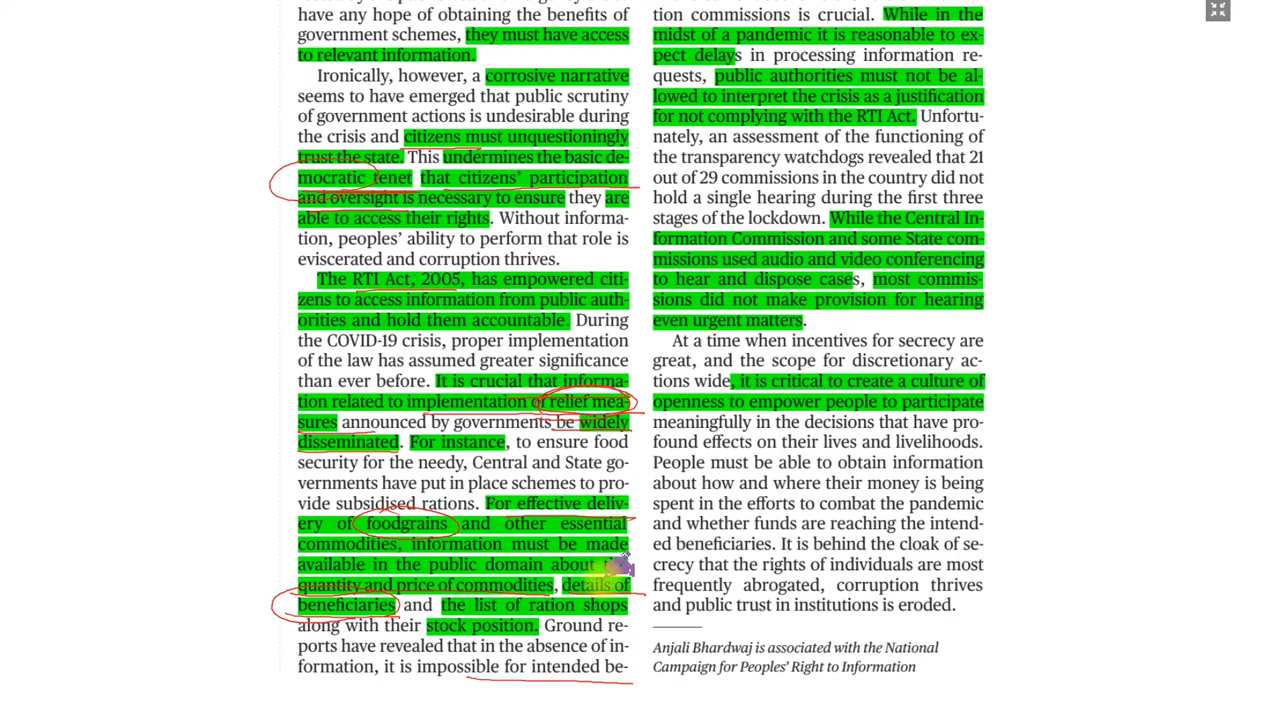 have any hope of obtaining the benefits of
government schemes, they must have access
to relevant information.
Ironically, however, a corrosive narrative
seems to have emerged that public scrutiny
of government actions is undesirable during
the crisis and citizens must unquestioningly
trust the state. This undermines the basic de-
mocratic tenet that citizens’ participation
and oversight is necessary to ensure they are
able to access their rights. Without informa-
tion, peoples’ ability to perform that role is
eviscerated and corruption thrives.
The RTI Act, 2005, has empowered citi-
zens to access information from public auth-
orities and hold them accountable. During
the COVID-19 crisis, proper implementation
of the law has assumed greater significance
than ever before. It is crucial that informa-
tion related to implementation of relief mea-
sures announced by governments be widely
disseminated. For instance, to ensure food
security for the needy, Central and State go-
vernments have put in place schemes to pro-
vide subsidised rations. For effective deliv-
ery of foodgrains and other essential
commodities, information must be made
available in the public domain about
quantity and price of commodities, details of
beneficiaries and the list of ration shops
along with their stock position. Ground re-
ports have revealed that in the absence of in-
formation, it is impossible for intended be-
tion commissions is crucial. While in the
midst of a pandemic it is reasonable to ex-
pect delays in processing information re-
quests, public authorities must not be al-
lowed to interpret the crisis as a justification
for not complying with the RTI Act. Unfortu-
nately, an assessment of the functioning of
the transparency watchdogs revealed that 21
out of 29 commissions in the country did not
hold a single hearing during the first three
stages of the lockdown. While the Central In-
formation Commission and some State com-
missions used audio and video conferencing
to hear and dispose cases, most commis-
sions did not make provision for hearing
even urgent matters.
At a time when incentives for secrecy are
great, and the scope for discretionary ac-
tions wide, it is critical to create a culture of
openness to empower people to participate
meaningfully in the decisions that have pro-
found effects on their lives and livelihoods.
People must be able to obtain information
about how and where their money is being
spent in the efforts to combat the pandemic
and whether funds are reaching the intend-
ed beneficiaries. It is behind the cloak of se-
crecy that the rights of individuals are most
frequently abrogated, corruption thrives
and public trust in institutions is eroded.
Anjali Bhardwaj is associated with the National
Campaign for Peoples’ Right to Information